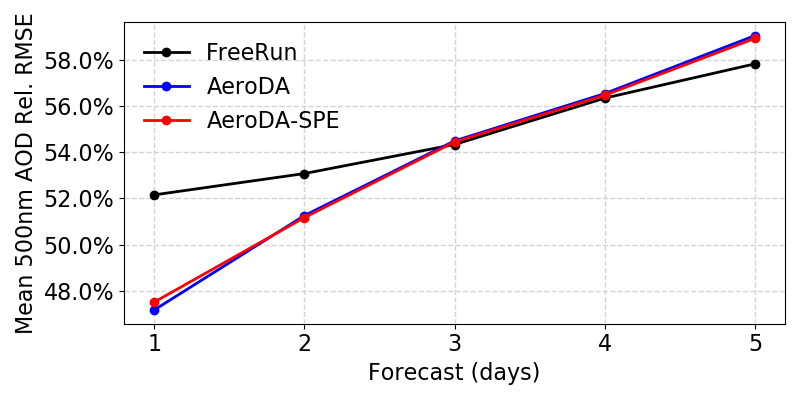 Mean 500nm AOD Rel. RMSE
58.0%
56.0%
54.0%
52.0%
50.0%
48.0%
FreeRun
AeroDA
AeroDA-SPE
1 2 3 4 5
Forecast (days)